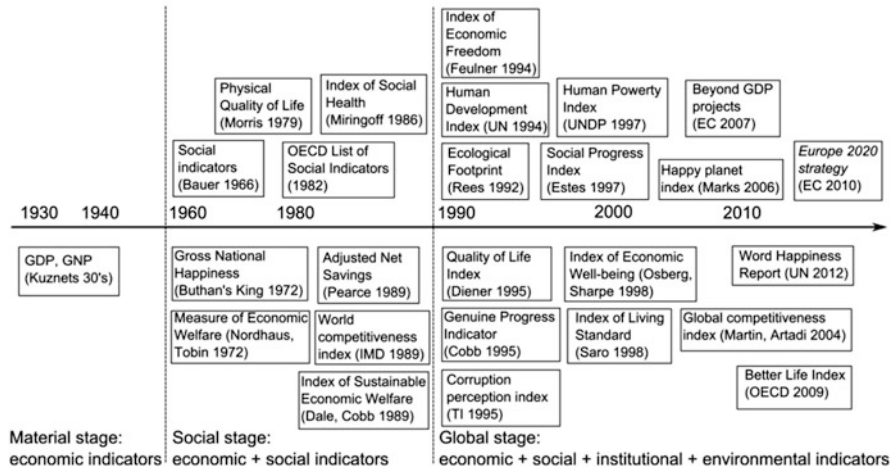 Index of
Economic
Freedom
(Feulner 1994)
Physical
Quality of Life
(Morris 1979)
Index of Social
Health
(Miringoff 1986)
Human
Development
Index (UN 1994)
Human Powerty
Index
(UNDP 1997)
Beyond GDP
projects
(EC 2007)
Social
indicators
(Bauer 1966)
OECD List of
Social Indicators
(1982)
Ecological
Footprint
(Rees 1992)
Social Progress
Index
(Estes 1997)
Happy planet
index (Marks 2006)
Europe 2020
strategy
(EC 2010)
1930 1940 1960 1980 1990 2000 2010
GDP, GNP
(Kuznets 30's)
Gross National
Happiness
(Buthan's King 1972)
Adjusted Net
Savings
(Pearce 1989)
Quality of Life
Index
(Diener 1995)
Index of Economic
Well-being (Osberg,
Sharpe 1998)
Word Happiness
Report (UN 2012)
Measure of Economic
Welfare (Nordhaus,
Tobin 1972)
World
competitiveness
index (IMD 1989)
Genuine Progress
Indicator
(Cobb 1995)
Index of Living
Standard
(Saro 1998)
Global competitiveness
index (Martin, Artadi 2004)
Index of Sustainable
Economic Welfare
(Dale, Cobb 1989)
Corruption
perception index
(TI 1995)
Better Life Index
(OECD 2009)
Material stage:
economic indicators
Social stage:
economic + social indicators
Global stage:
economic + social + institutional + environmental indicators